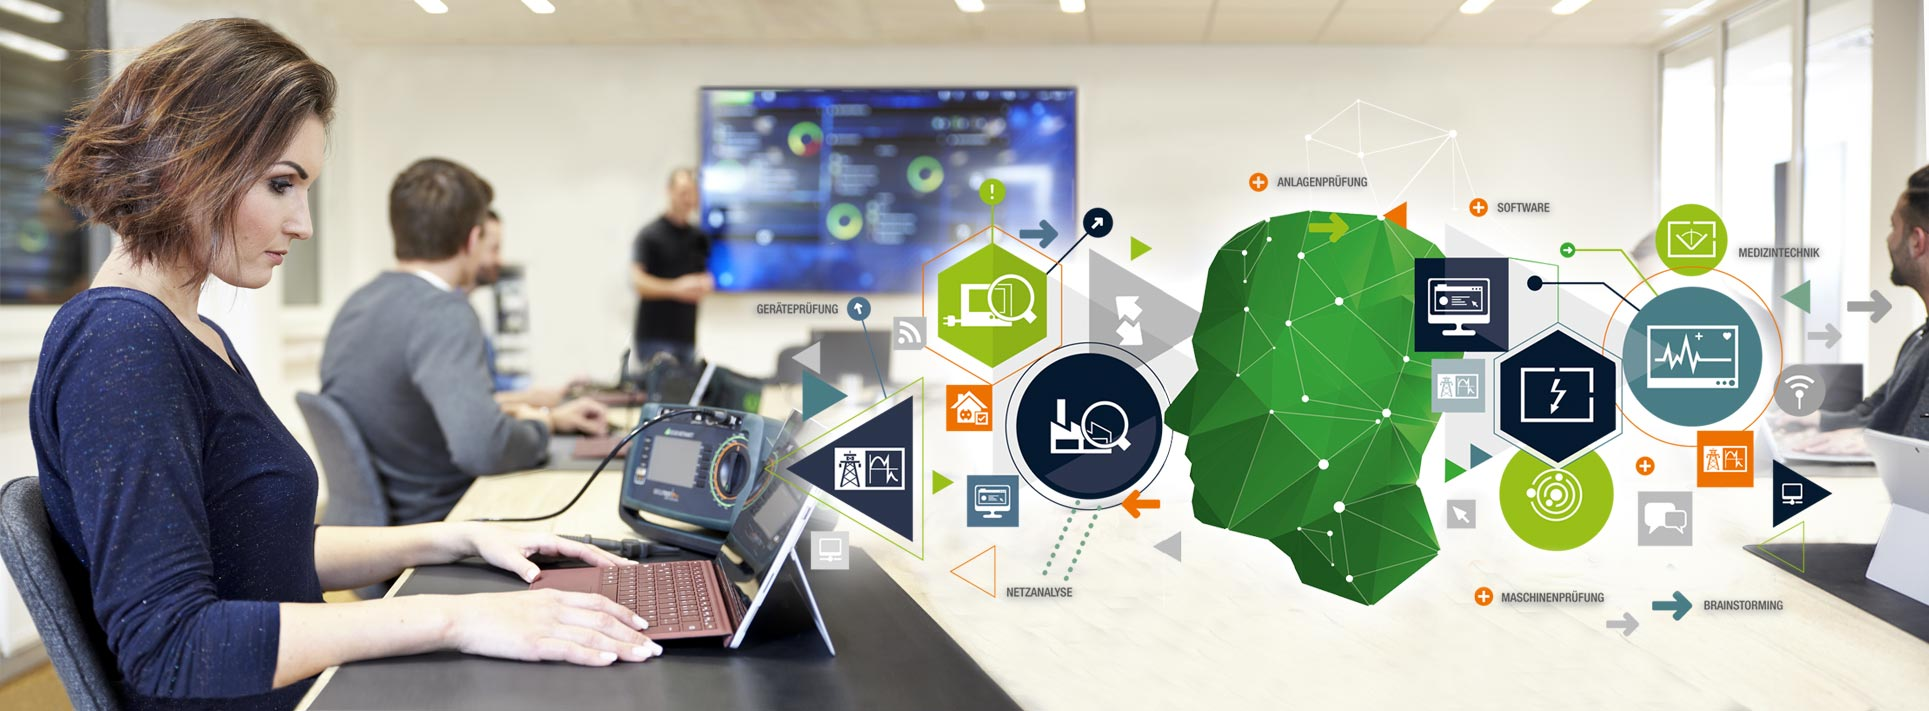 ANLAGENPRÜFUNG
SOFTWARE
MEDIZINTECHNIK
GERÄTEPRÜFUNG
NETZANALYSE
MASCHINENPRÜFUNG
BRAINSTORMING